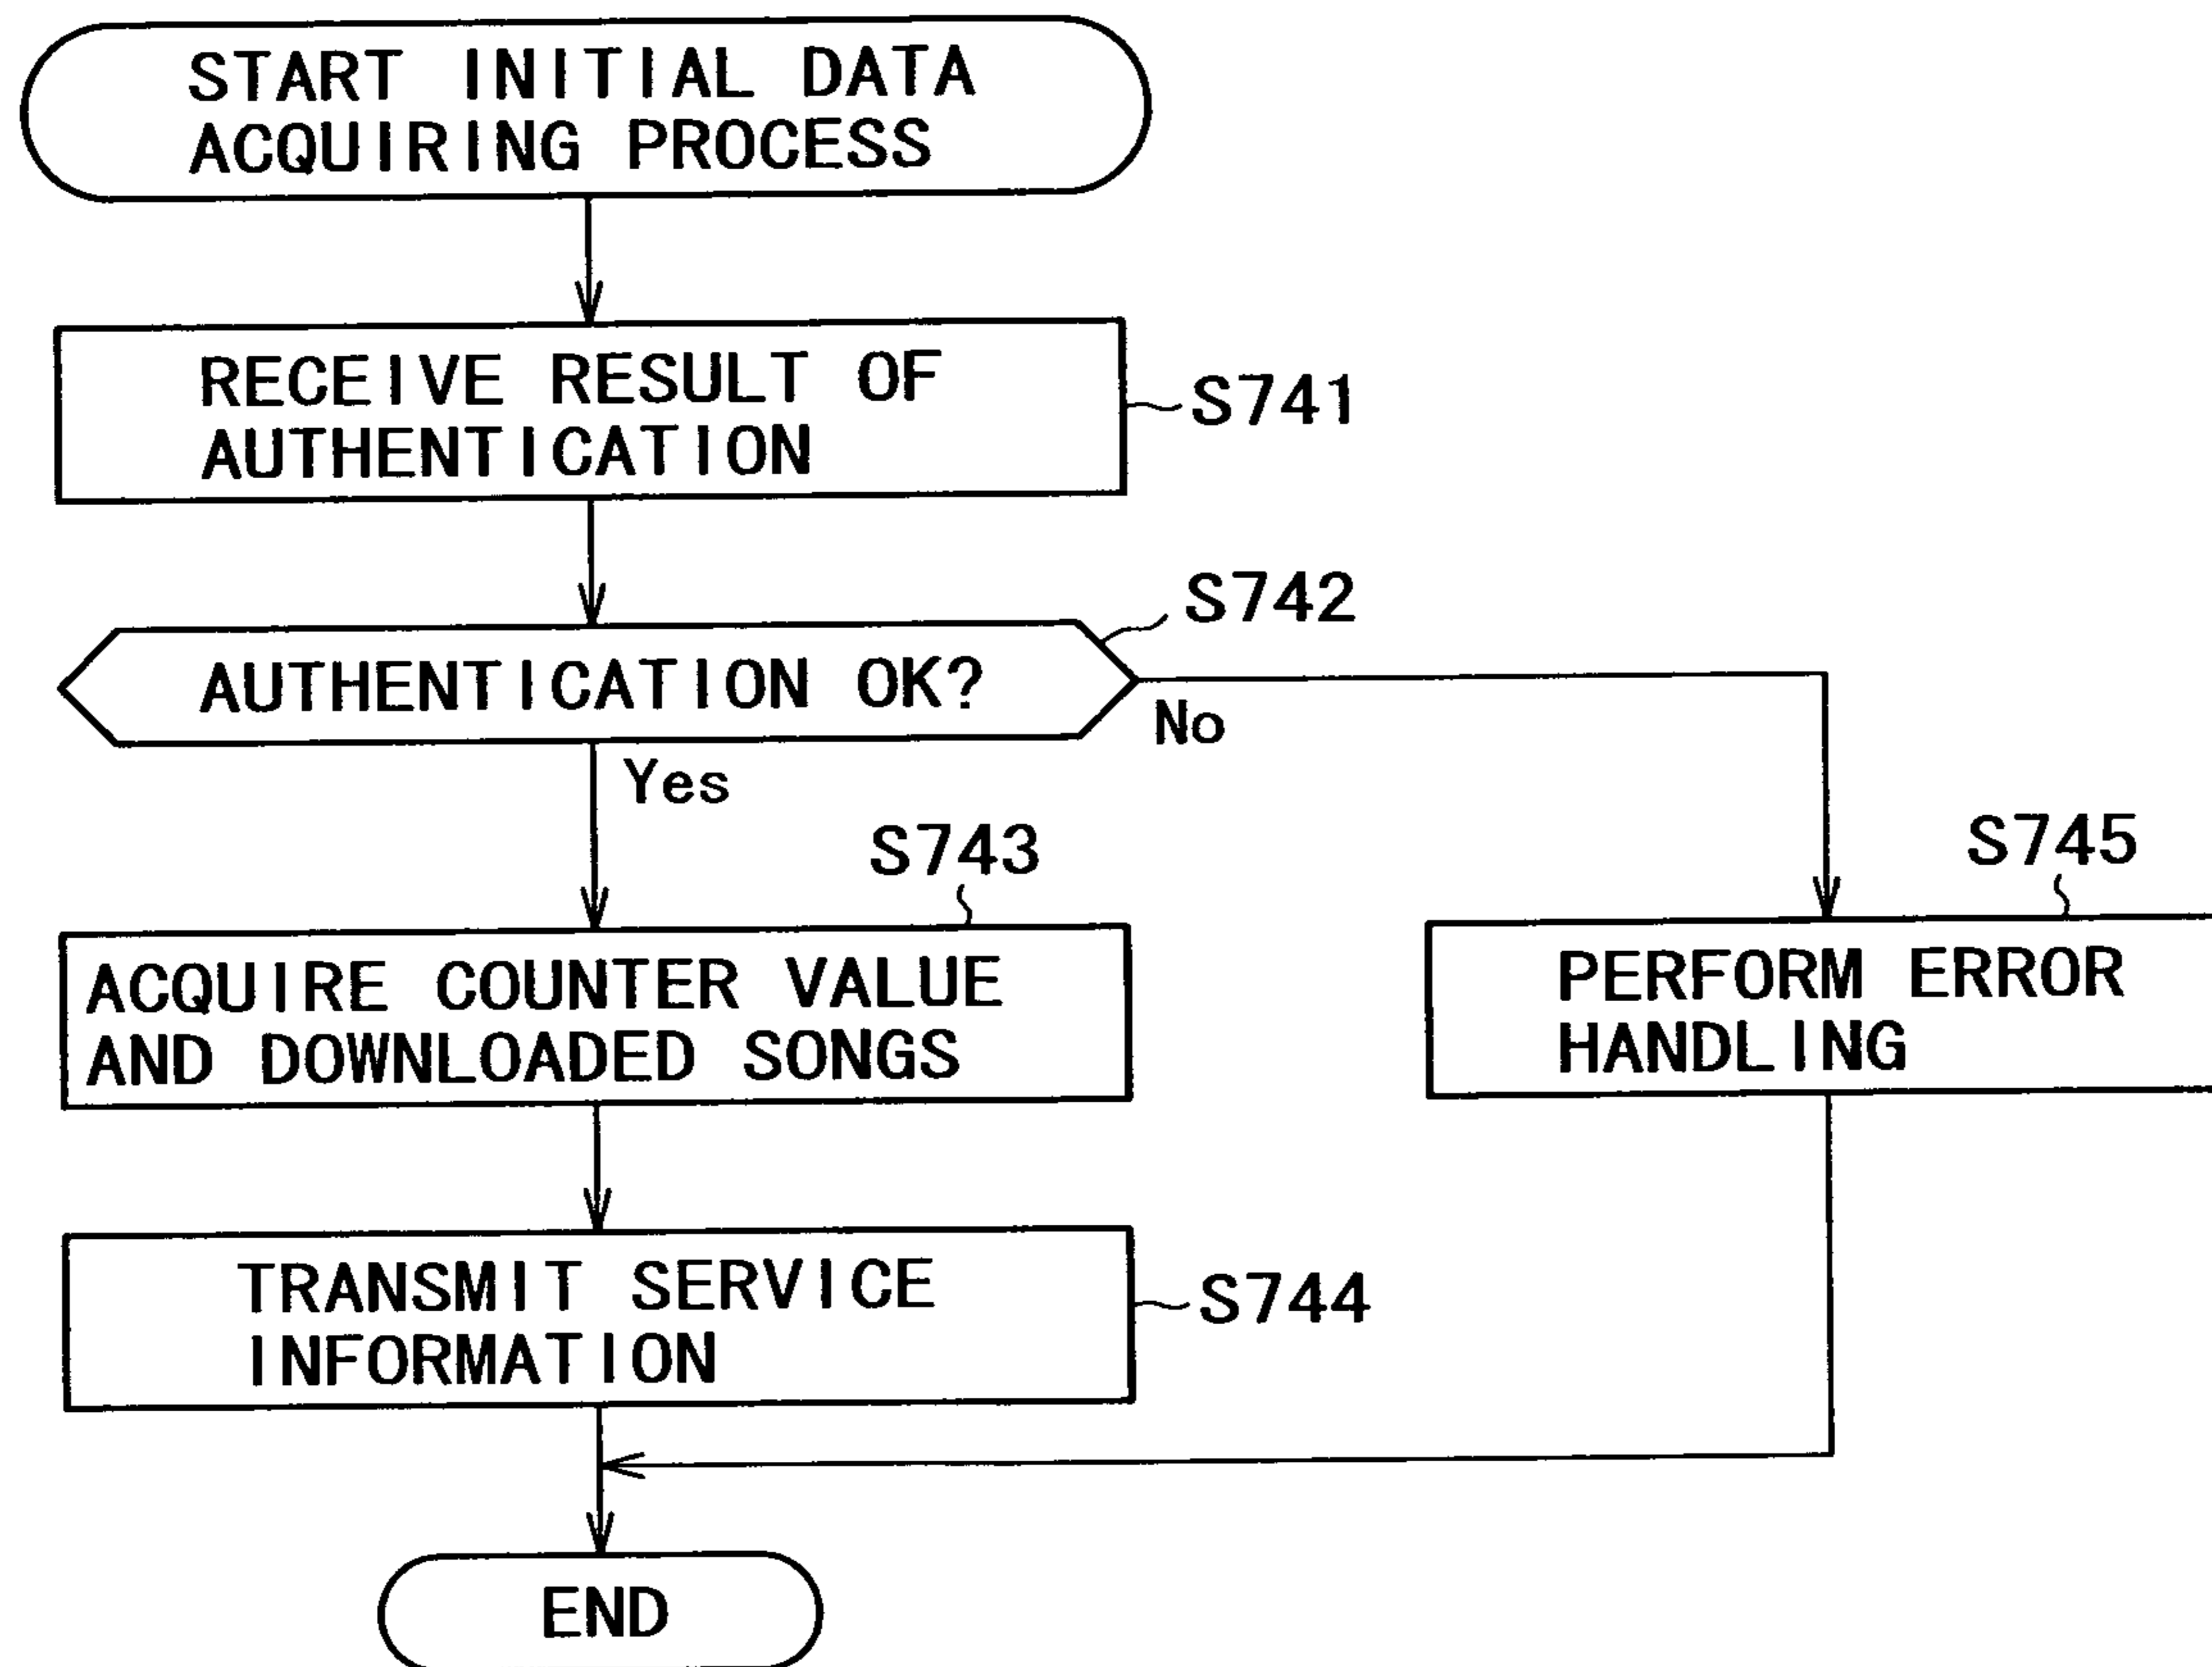 START INITIAL DATA
ACQUIRING PROCESS
RECEIVE RESULT OF
AUTHENTICATION
S741
S742
AUTHENTICATION OK?
No
Yes
S743
S745
ACQUIRE COUNTER VALUE
AND DOWNLOADED SONGS
PERFORM ERROR
HANDLING
TRANSMIT SERVICE
INFORMATION
S744
END